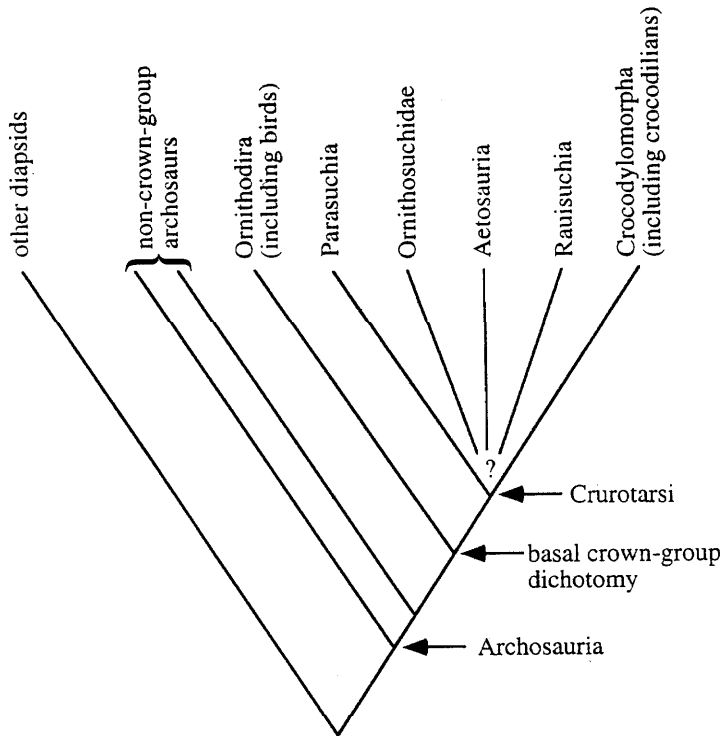 other diapsids
non-crown-group
archosaurs
Ornithodira
(including birds)
Parasuchia
Ornithosuchidae
Aetosauria
Rauisuchia
Crocodylomorpha
(including crocodilians)
?
Crurotarsi
basal crown-group
dichotomy
Archosauria